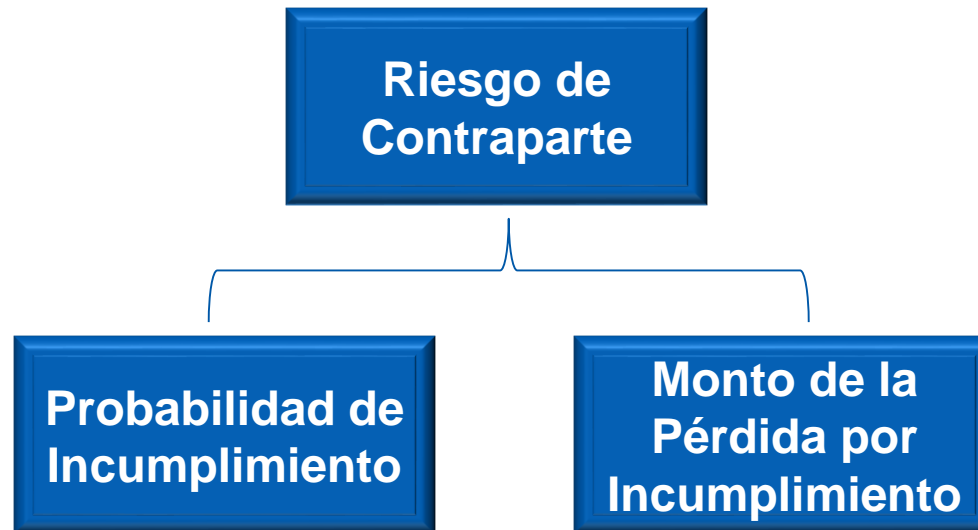 Riesgo de
Contraparte
Probabilidad de
Incumplimiento
Monto de la
Pérdida por
Incumplimiento